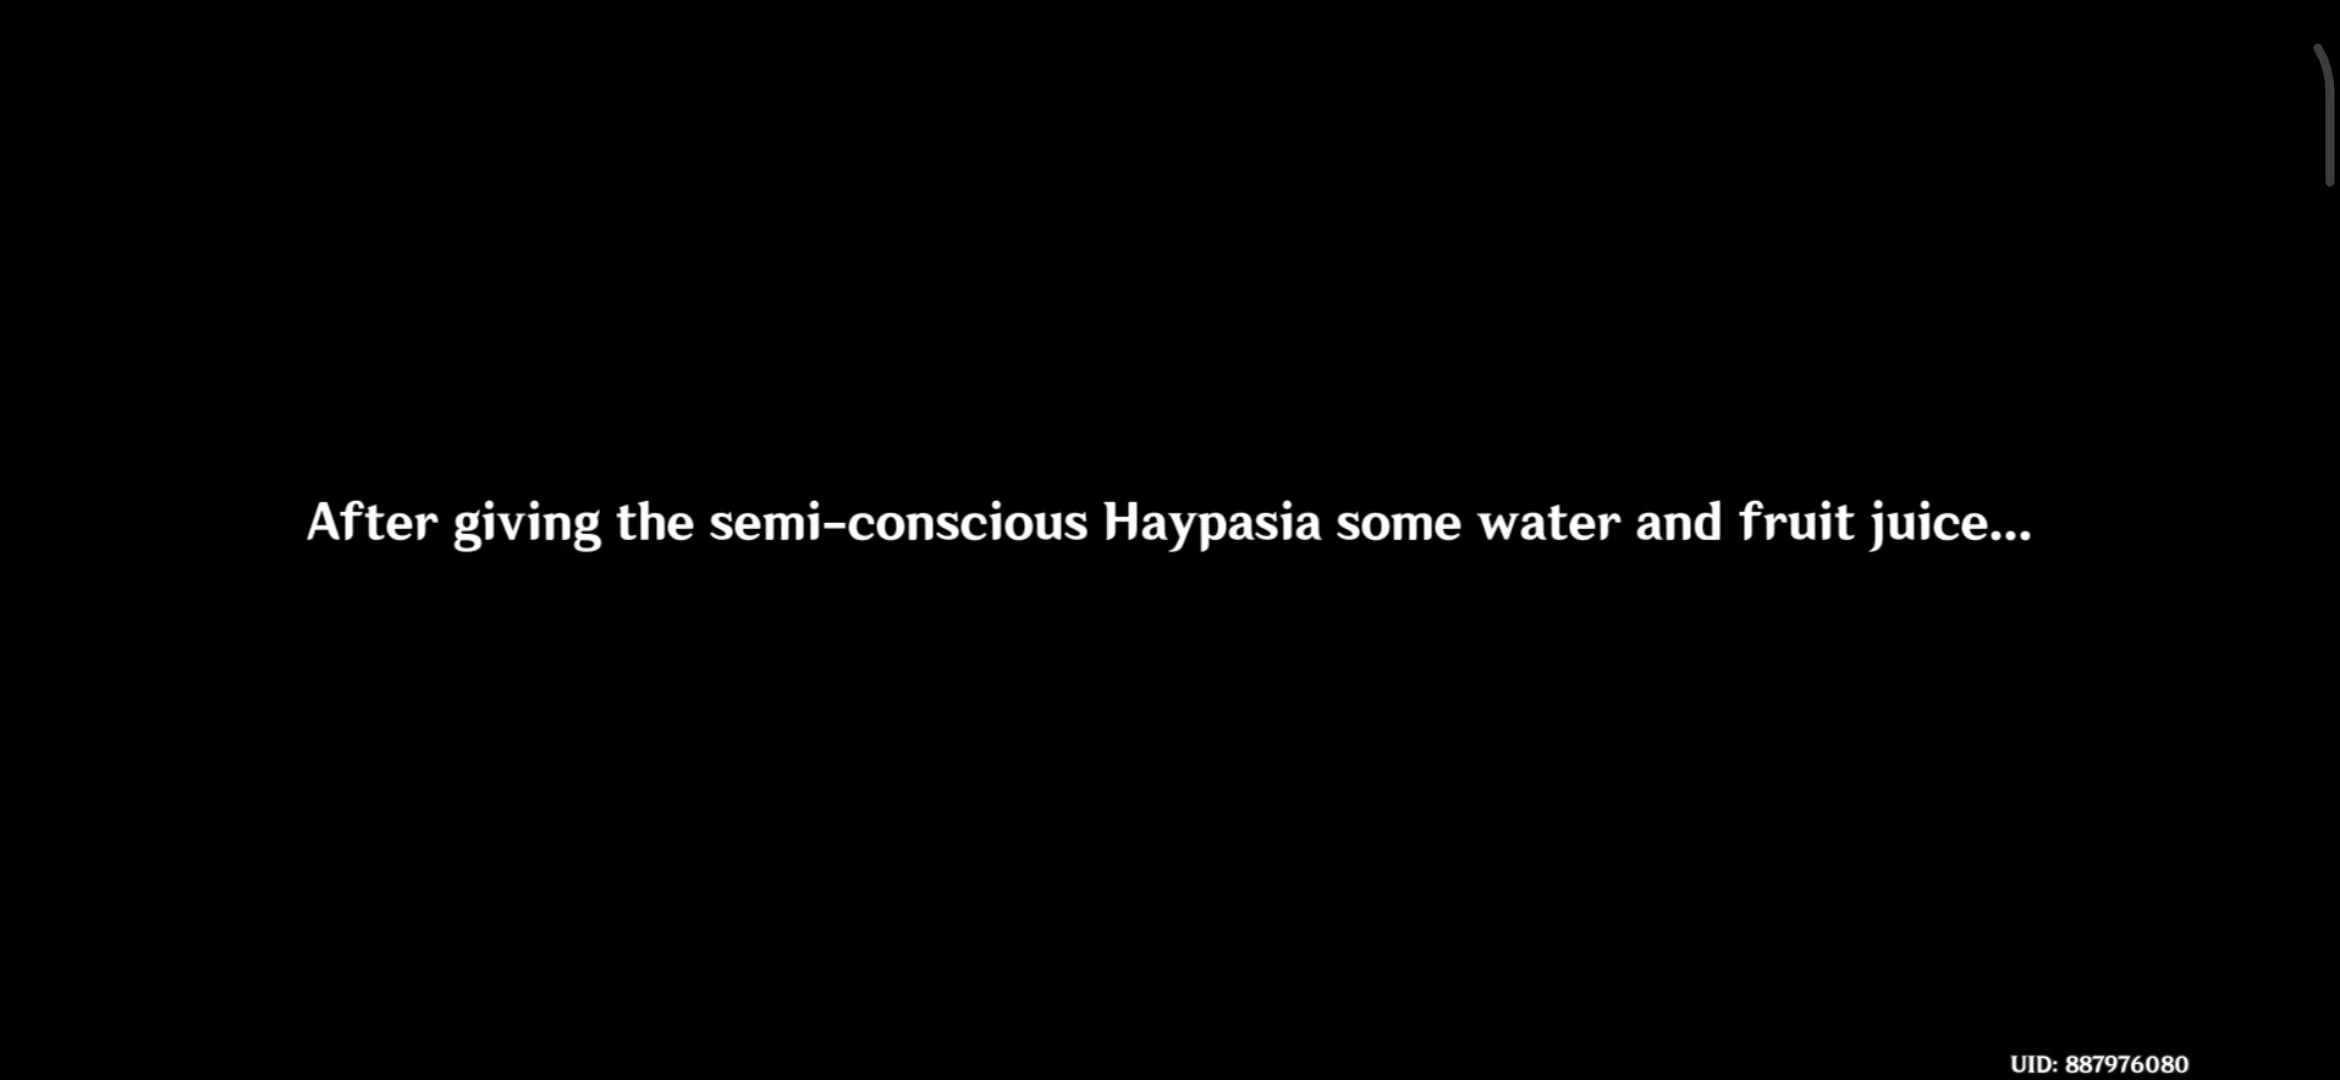 After giving the semi-conscious Haypasia some water and fruit juice...
UID: 887976080